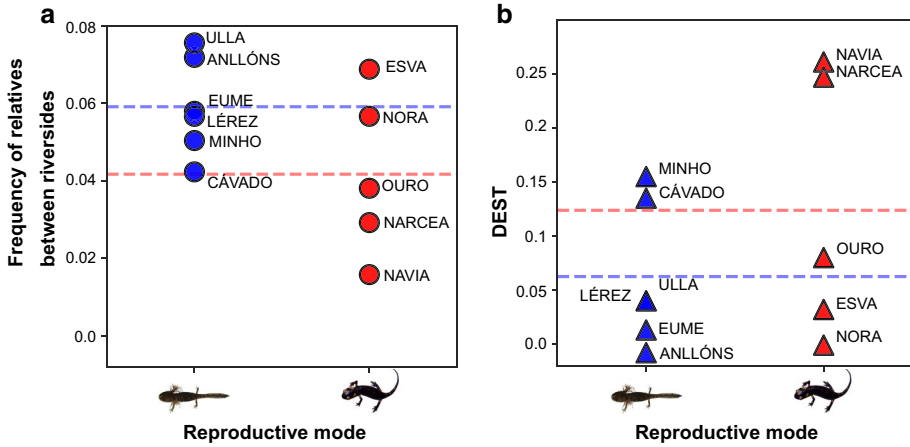 a
Frequency of relatives
between riversides
0.08
0.06
0.04
0.02
0.0
ULLA
ANLLÓNS
EUME
LÉREZ
MINHO
CÁVADO
ESVA
NORA
OURO
NARCEA
NAVIA
Reproductive mode
b
DEST
0.25
0.2
0.15
0.1
0.05
0.0
MINHO
CÁVADO
LÉREZ
ULLA
EUME
ANLLÓNS
NAVIA
NARCEA
OURO
ESVA
NORA
Reproductive mode